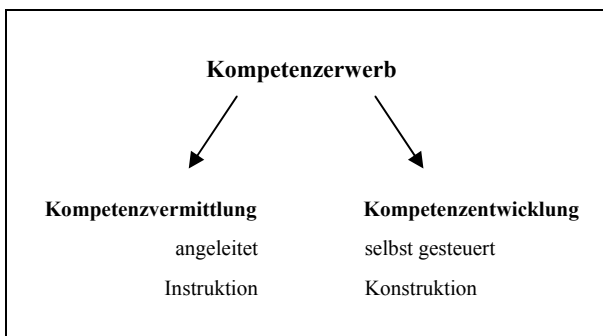 Kompetenzerwerb
Kompetenzvermittlung Kompetenzentwicklung
angeleitet selbst gesteuert
Instruktion Konstruktion